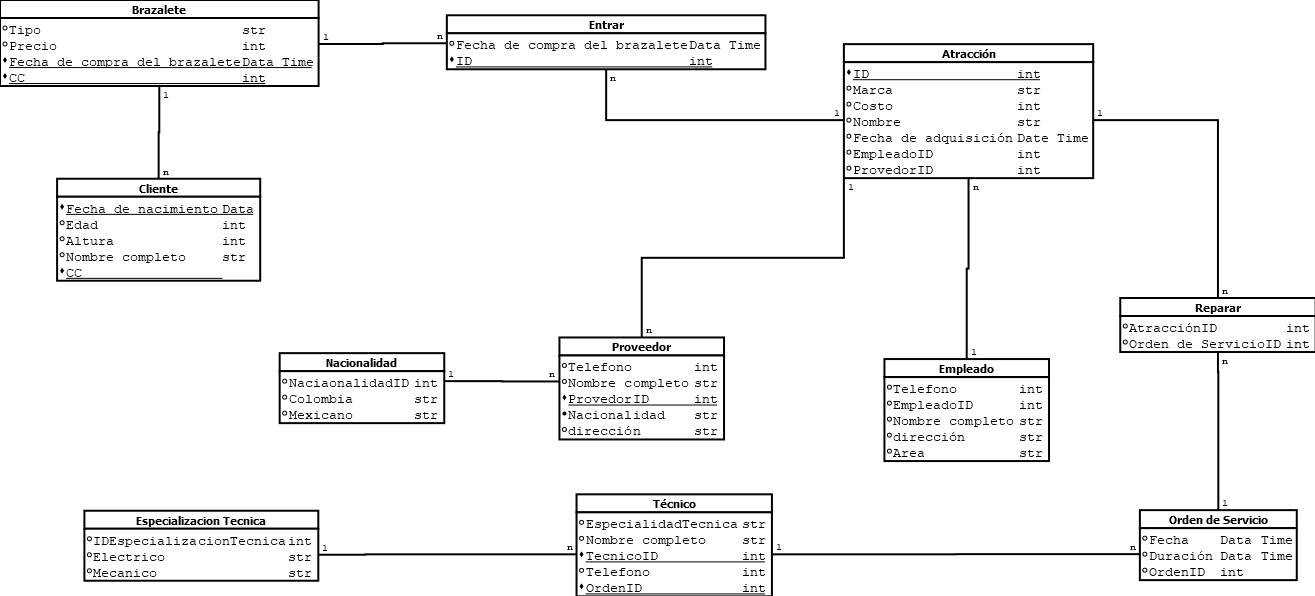 Brazalete
Tipo str
Precio int
Fecha de compra del brazalete Data Time
CC int
1
n
Entrar
Fecha de compra del brazalete Data Time
ID int
n
1
Atracción
ID int
Marca str
Costo int
Nombre str
Fecha de adquisición Date Time
EmpleadoID int
ProvedorID int
1
1
n
1
n
Cliente
Fecha de nacimiento Data
Edad int
Altura int
Nombre completo str
CC
n
Reparar
AtracciónID int
Orden de ServicioID int
n
n
Proveedor
Telefono int
Nombre completo str
ProvedorID int
Nacionalidad str
dirección str
Nacionalidad
NaciaonalidadID int
Colombia str
Mexicano str
1
n
1
Empleado
Telefono int
EmpleadoID int
Nombre completo str
dirección str
Area str
Especializacion Tecnica
IDEspecializacionTecnica int
Electrico str
Mecanico str
1
n
Técnico
EspecialidadTecnica str
Nombre completo str
TecnicoID int
Telefono int
OrdenID int
1
n
1
Orden de Servicio
Fecha Data Time
Duración Data Time
OrdenID int